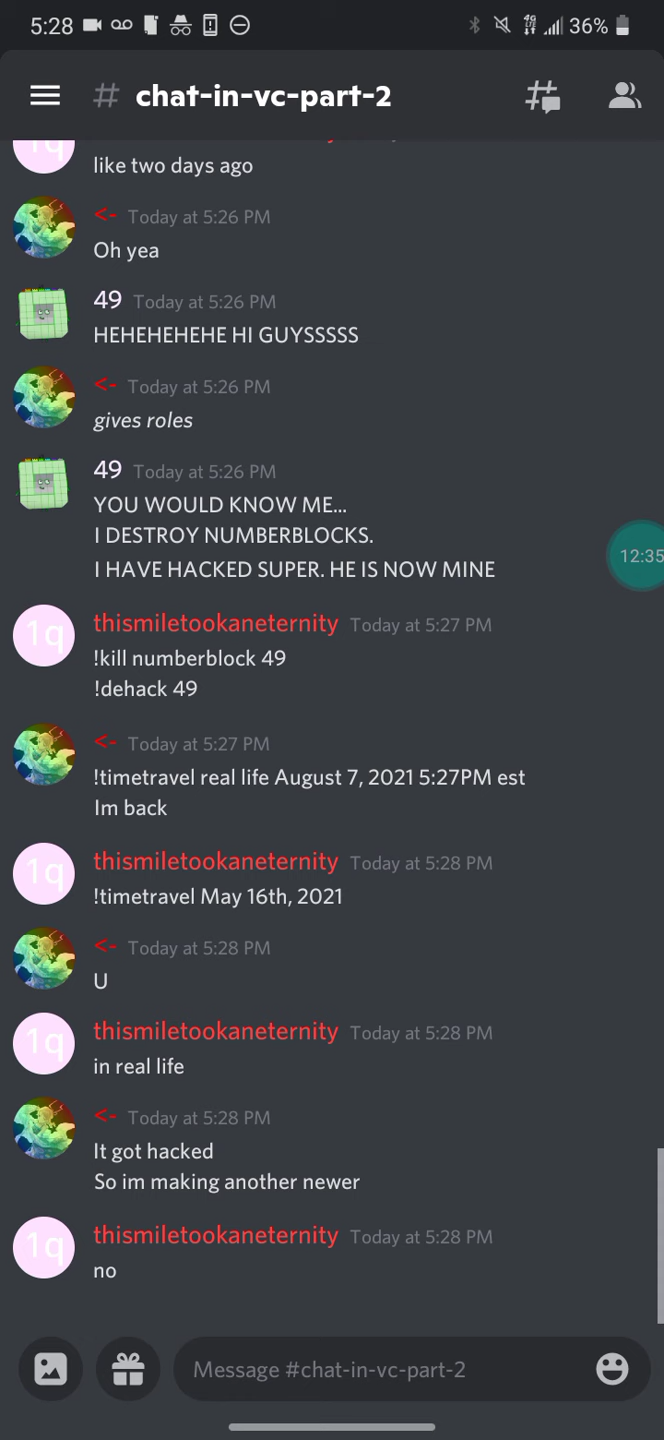 5:28
4G
36%
# chat-in-vc-part-2
1q
like two days ago
<- Today at 5:26 PM
Oh yea
49 Today at 5:26 PM
HEHEHEHEHE HI GUYSSSSS
<- Today at 5:26 PM
gives roles
49 Today at 5:26 PM
YOU WOULD KNOW ME...
I DESTROY NUMBERBLOCKS.
12:35
I HAVE HACKED SUPER. HE IS NOW MINE
1q
thismiletookaneternity Today at 5:27 PM
!kill numberblock 49
!dehack 49
<- Today at 5:27 PM
!timetravel real life August 7, 2021 5:27PM est
Im back
1q
thismiletookaneternity Today at 5:28 PM
!timetravel May 16th, 2021
<- Today at 5:28 PM
U
1q
thismiletookaneternity Today at 5:28 PM
in real life
<- Today at 5:28 PM
It got hacked
So im making another newer
1q
thismiletookaneternity Today at 5:28 PM
no
Message #chat-in-vc-part-2